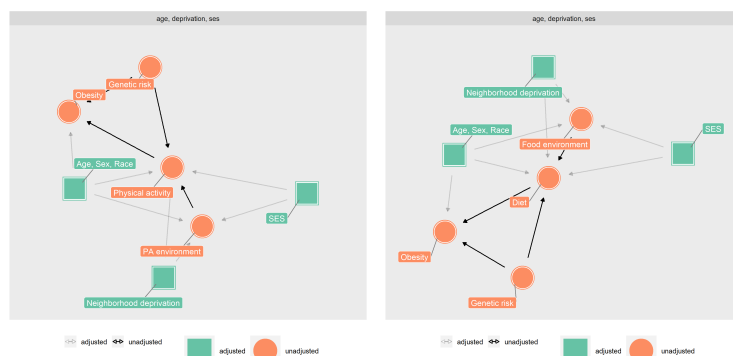 age, deprivation, ses
Genetic risk
Obesity
Age, Sex, Race
Physical activity
SES
PA environment
Neighborhood deprivation
adjusted unadjusted adjusted unadjusted
age, deprivation, ses
Neighborhood deprivation
Age, Sex, Race
SES
Food environment
Diet
Obesity
Genetic risk
adjusted unadjusted adjusted unadjusted